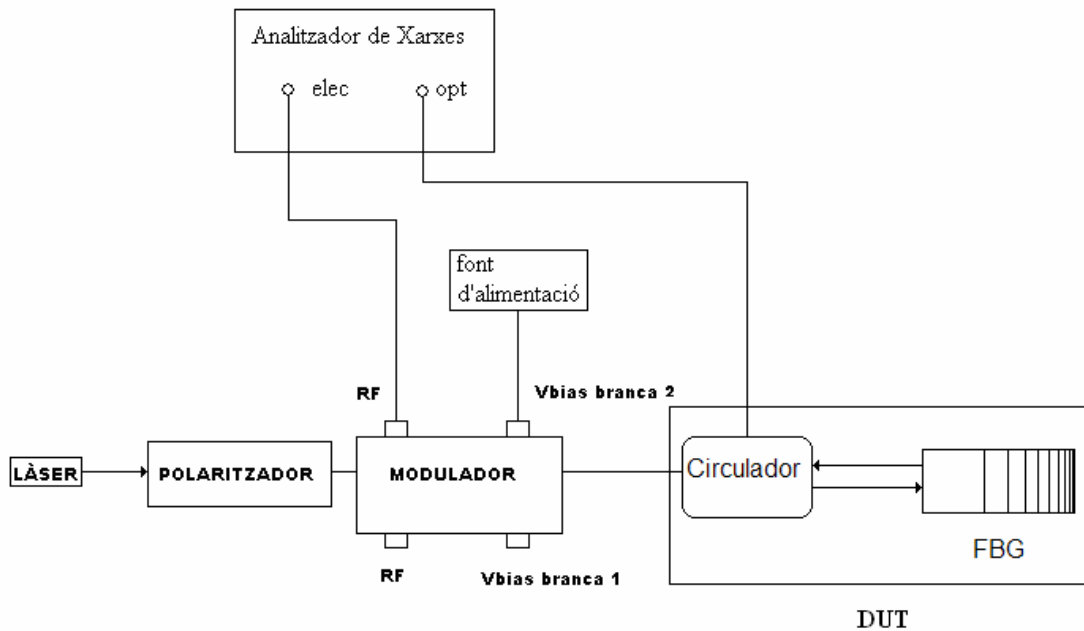 Analitzador de Xarxes
elec
opt
font
d'alimentació
RF
Vbias branca 2
LÀSER
POLARITZADOR
MODULADOR
Circulador
FBG
RF
Vbias branca 1
DUT